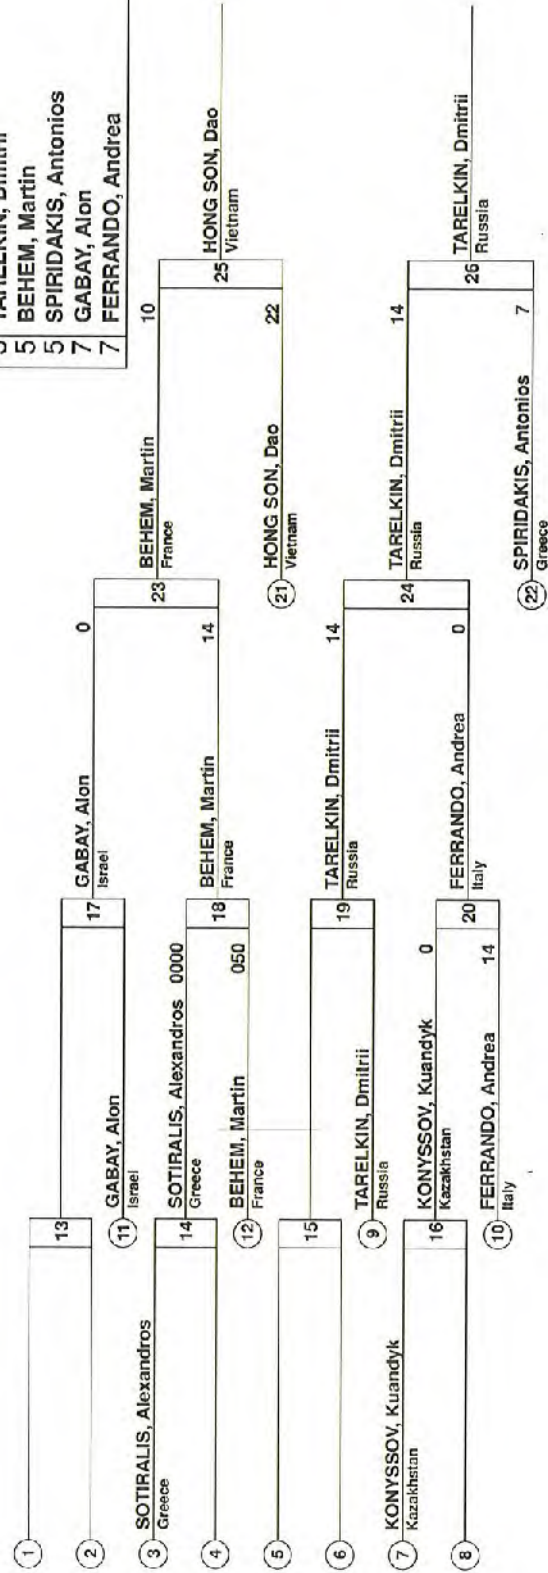 TARELKIN, Dmitrii
5 BEHEM, Martin
5 SPIRIDAKIS, Antonios
7 GABAY, Alon
7 FERRANDO, Andrea
1
2
3
SOTIRALIS, Alexandros
Greece
4
5
6
7
KONYSSOV, Kuandyk
Kazakhstan
8
13
11
GABAY, Alon
Israel
14
SOTIRALIS, Alexandros 0000
Greece
12
BEHEM, Martin 050
France
15
9
TARELKIN, Dmitrii
Russia
16
KONYSSOV, Kuandyk 0
Kazakhstan
10
FERRANDO, Andrea 14
Italy
17
GABAY, Alon 0
Israel
18
BEHEM, Martin 14
France
19
TARELKIN, Dmitrii 14
Russia
20
FERRANDO, Andrea 0
Italy
23
BEHEM, Martin 10
France
21
HONG SON, Dao 22
Vietnam
24
TARELKIN, Dmitrii 14
Russia
22
SPIRIDAKIS, Antonios 7
Greece
25
HONG SON, Dao
Vietnam
26
TARELKIN, Dmitrii
Russia